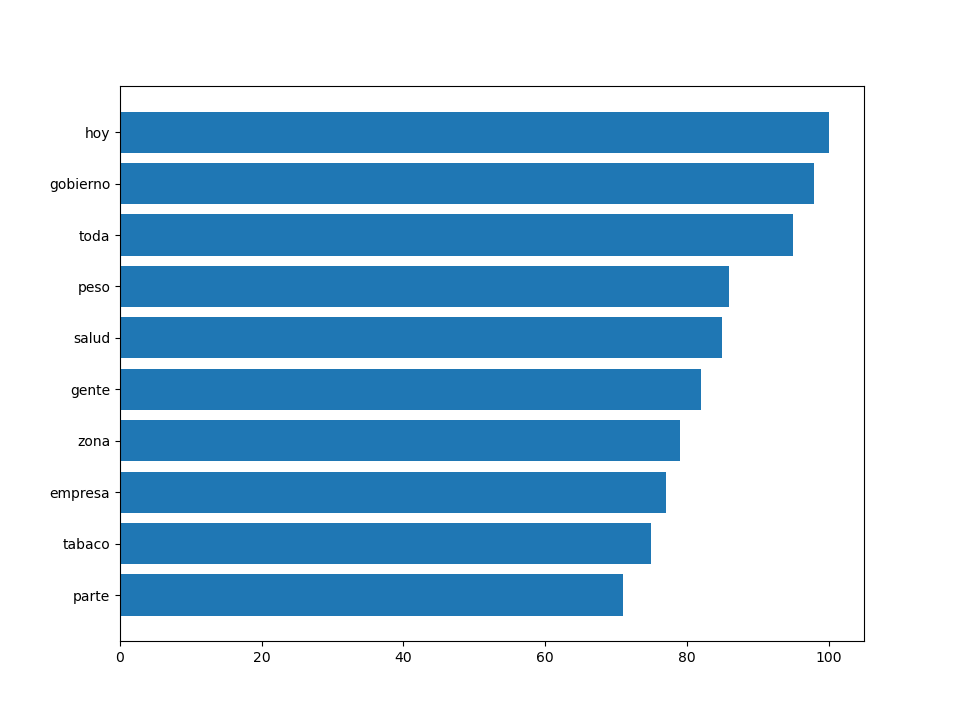 hoy
gobierno
toda
peso
salud
gente
zona
empresa
tabaco
parte
0 20 40 60 80 100